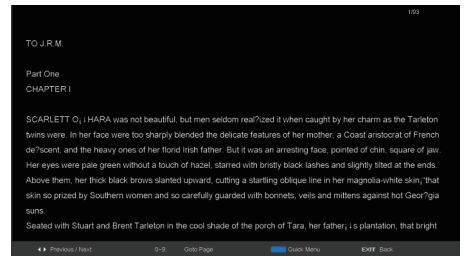 1/93
TO J.R.M.
Part One
CHAPTER I
SCARLETT O¡ i HARA was not beautiful, but men seldom real?ized it when caught by her charm as the Tarleton
twins were. In her face were too sharply blended the delicate features of her mother, a Coast aristocrat of French
de?scent, and the heavy ones of her florid Irish father. But it was an arresting face, pointed of chin, square of jaw.
Her eyes were pale green without a touch of hazel, starred with bristly black lashes and slightly tilted at the ends.
Above them, her thick black brows slanted upward, cutting a startling oblique line in her magnolia-white skin¡ªthat
skin so prized by Southern women and so carefully guarded with bonnets, veils and mittens against hot Geor?gia
suns.
Seated with Stuart and Brent Tarleton in the cool shade of the porch of Tara, her father¡ i s plantation, that bright
Previous / Next 0-9: Goto Page Quick Menu EXIT Back